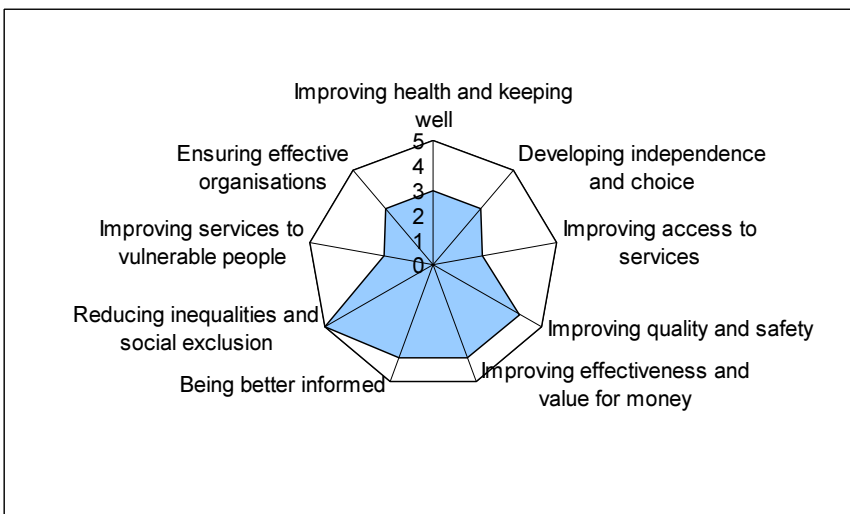 Improving health and keeping
well
Ensuring effective
organisations
Developing independence
and choice
Improving services to
vulnerable people
Improving access to
services
Reducing inequalities and
social exclusion
Improving quality and safety
Being better informed
Improving effectiveness and
value for money
5
4
3
2
1
0